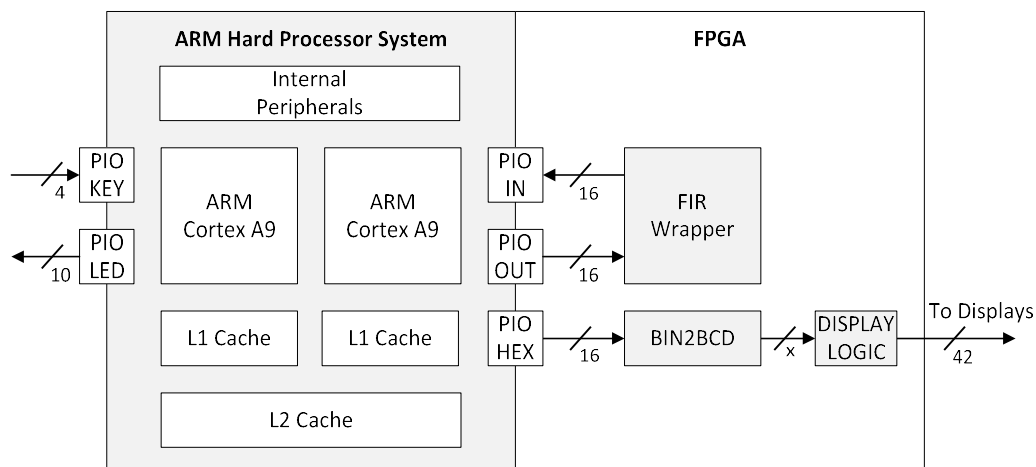 ARM Hard Processor System
FPGA
Internal
Peripherals
PIO
KEY
4
ARM
Cortex A9
ARM
Cortex A9
PIO
IN
16
FIR
Wrapper
PIO
LED
10
PIO
OUT
16
L1 Cache
L1 Cache
PIO
HEX
16
BIN2BCD
x
DISPLAY
LOGIC
To Displays
42
L2 Cache